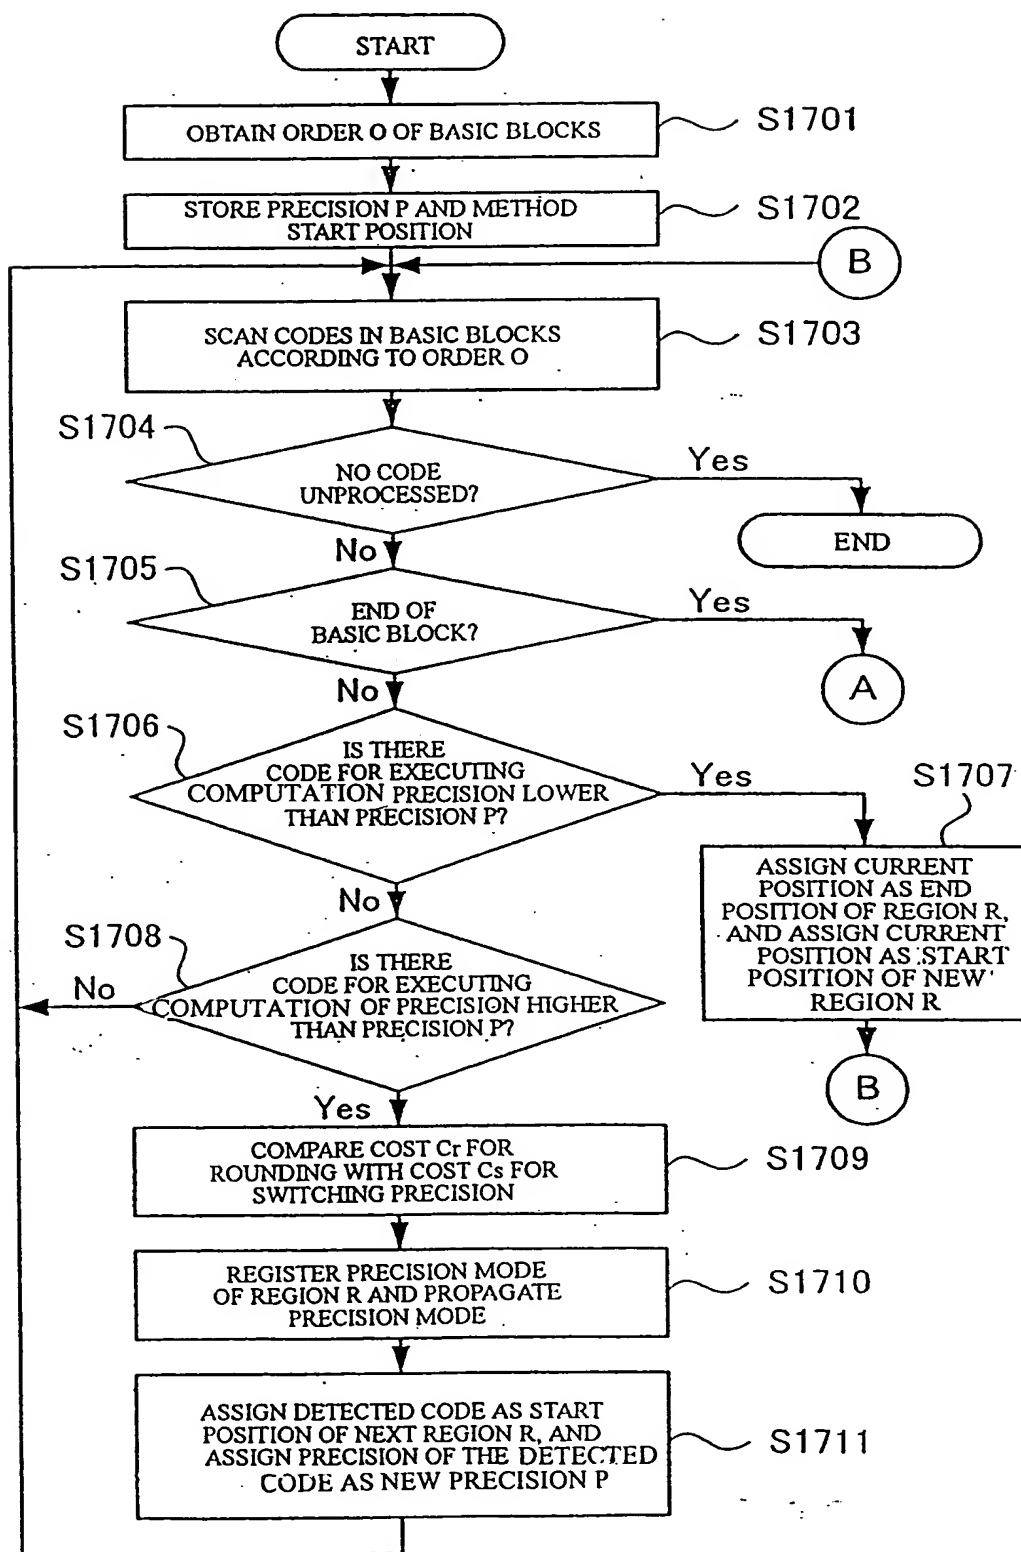 START
OBTAIN ORDER O OF BASIC BLOCKS
S1701
STORE PRECISION P AND METHOD
START POSITION
S1702
B
SCAN CODES IN BASIC BLOCKS
ACCORDING TO ORDER O
S1703
S1704
NO CODE
UNPROCESSED?
Yes
END
No
S1705
END OF
BASIC BLOCK?
Yes
A
No
S1706
IS THERE
CODE FOR EXECUTING
COMPUTATION PRECISION LOWER
THAN PRECISION P?
Yes
S1707
ASSIGN CURRENT
POSITION AS END
POSITION OF REGION R,
AND ASSIGN CURRENT
POSITION AS START
POSITION OF NEW
REGION R
B
No
S1708
IS THERE
CODE FOR EXECUTING
COMPUTATION OF PRECISION HIGHER
THAN PRECISION P?
No
Yes
COMPARE COST Cr FOR
ROUNDING WITH COST Cs FOR
SWITCHING PRECISION
S1709
REGISTER PRECISION MODE
OF REGION R AND PROPAGATE
PRECISION MODE
S1710
ASSIGN DETECTED CODE AS START
POSITION OF NEXT REGION R, AND
ASSIGN PRECISION OF THE DETECTED
CODE AS NEW PRECISION P
S1711